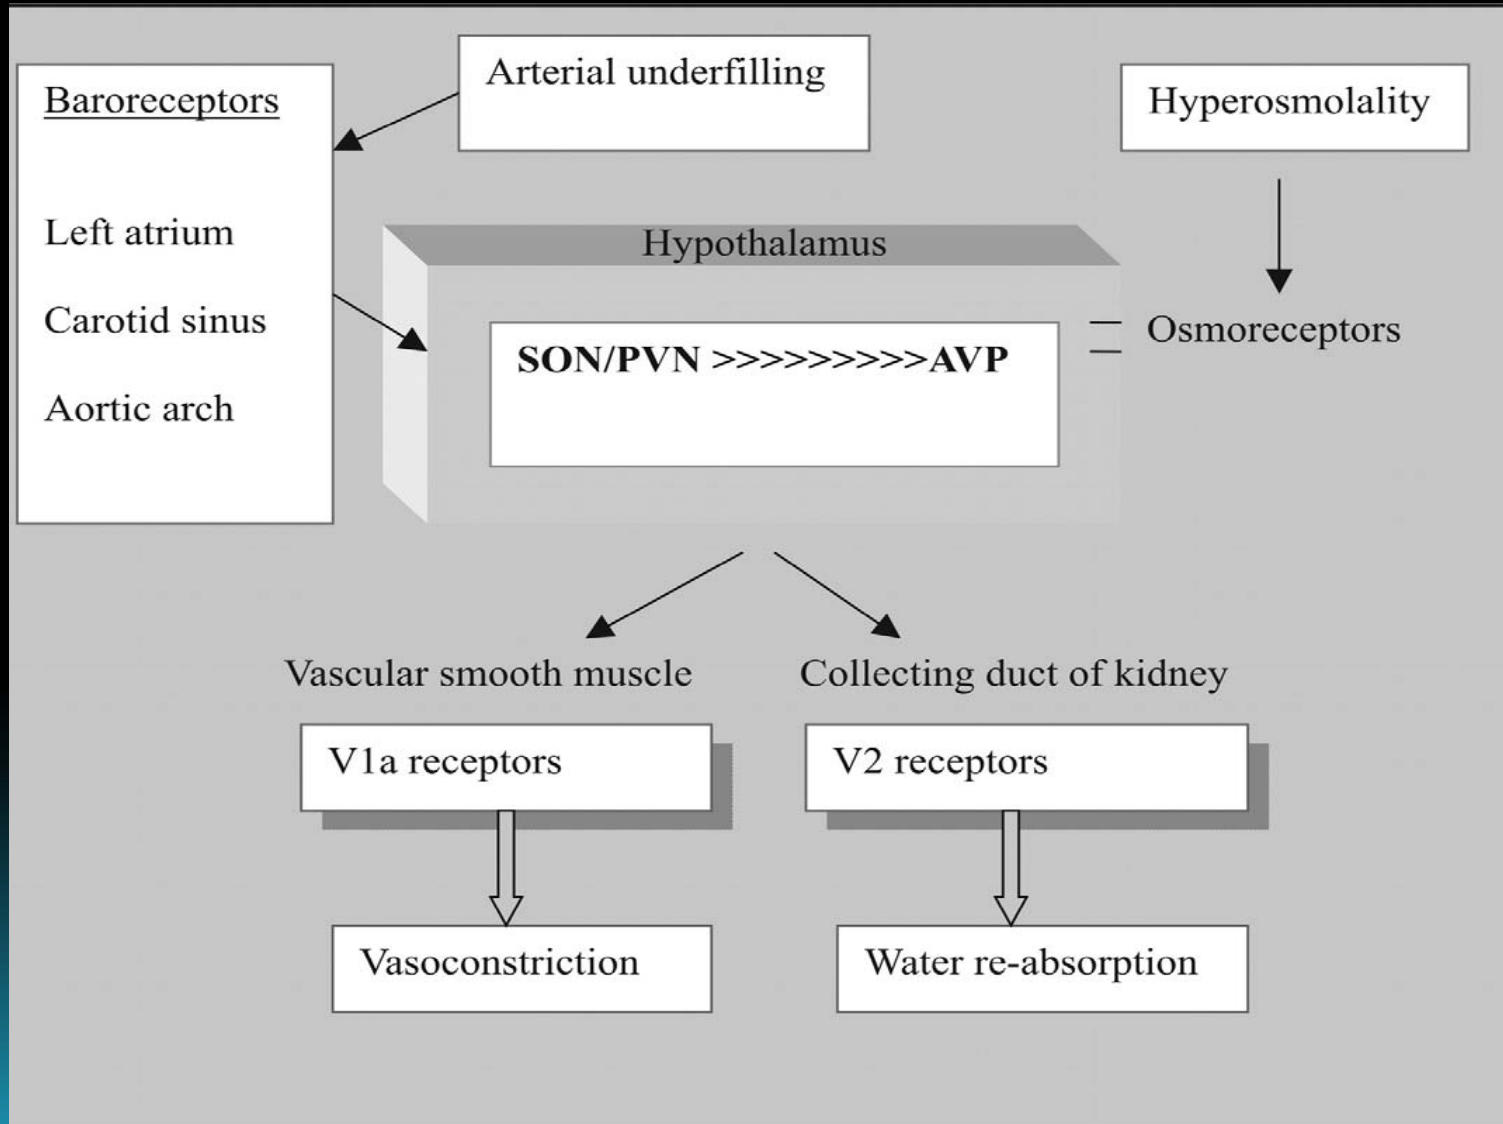 Arterial underfilling
Baroreceptors
Left atrium
Carotid sinus
Aortic arch
Hyperosmolality
Hypothalamus
SON/PVN >>>>>>>>>AVP
Osmoreceptors
Vascular smooth muscle
Collecting duct of kidney
V1a receptors
V2 receptors
Vasoconstriction
Water re-absorption